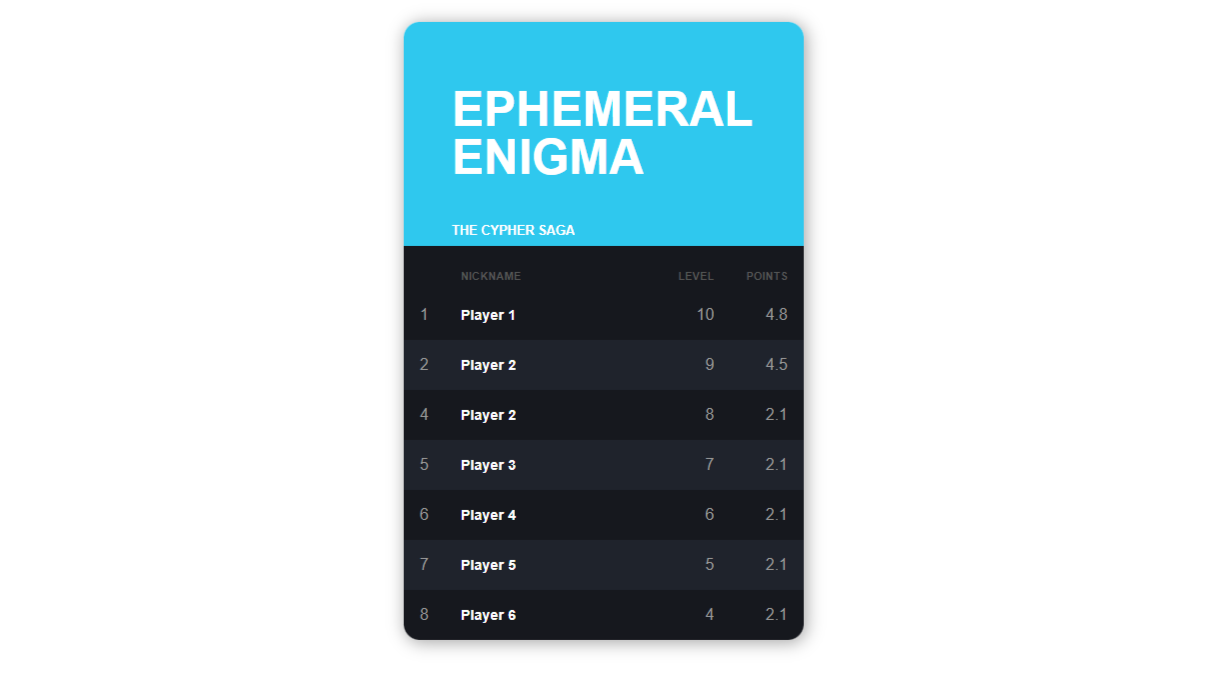 EPHEMERAL
ENIGMA
THE CYPHER SAGA
NICKNAME LEVEL POINTS
1 Player 1 10 4.8
2 Player 2 9 4.5
4 Player 2 8 2.1
5 Player 3 7 2.1
6 Player 4 6 2.1
7 Player 5 5 2.1
8 Player 6 4 2.1